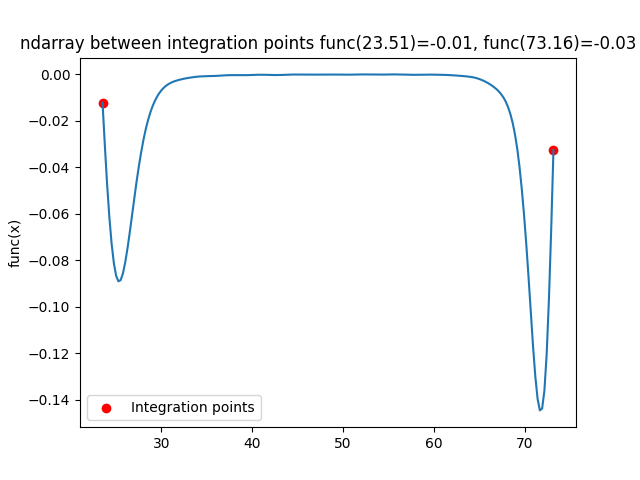 ndarray between integration points func(23.51)=-0.01, func(73.16)=-0.03
0.00
−0.02
−0.04
−0.06
−0.08
−0.10
−0.12
−0.14
func(x)
Integration points
30 40 50 60 70